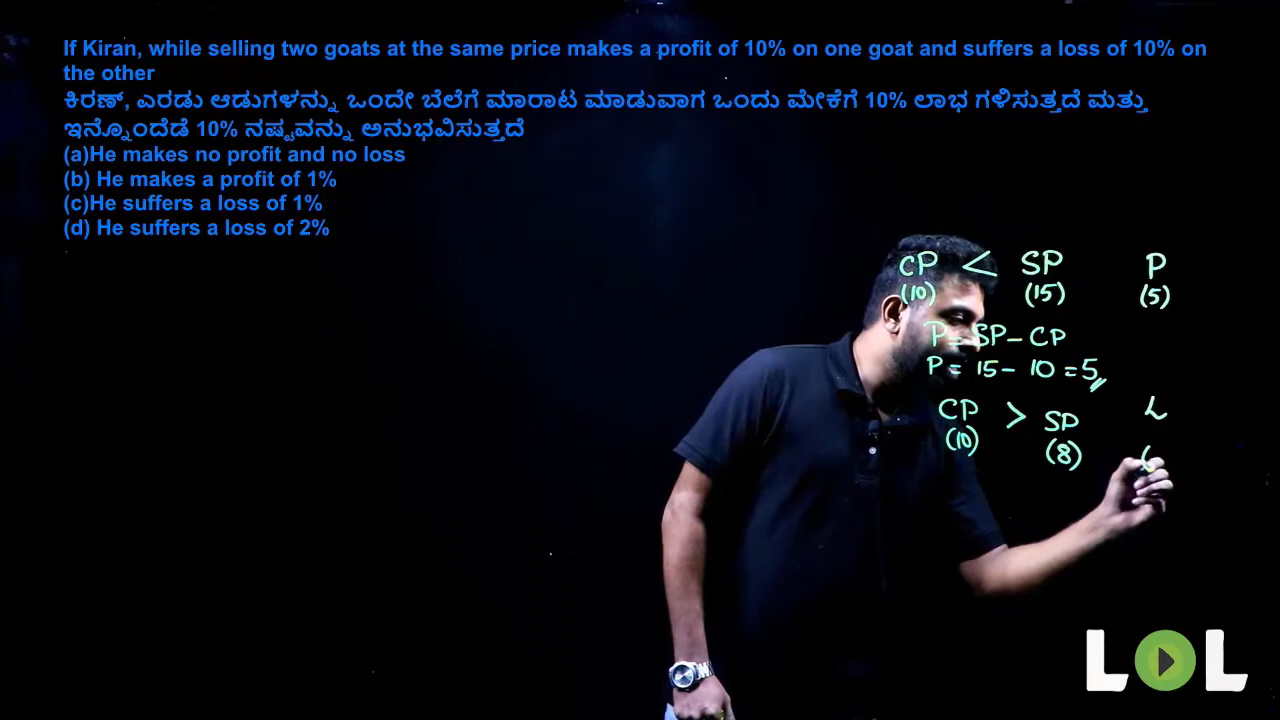 If Kiran, while selling two goats at the same price makes a profit of 10% on one goat and suffers a loss of 10% on
the other
ಕಿರಣ್, ಎರಡು ಆಡುಗಳನ್ನು ಒಂದೇ ಬೆಲೆಗೆ ಮಾರಾಟ ಮಾಡುವಾಗ ಒಂದು ಮೇಕೆಗೆ 10% ಲಾಭ ಗಳಿಸುತ್ತದೆ ಮತ್ತು
ಇನ್ನೊಂದೆಡೆ 10% ನಷ್ಟವನ್ನು ಅನುಭವಿಸುತ್ತದೆ
(a)He makes no profit and no loss
(b) He makes a profit of 1%
(c)He suffers a loss of 1%
(d) He suffers a loss of 2%
CP < SP P
(10) (15) (5)
P = SP - CP
P = 15 - 10 = 5
CP > SP L
(10) (8) (
LOL